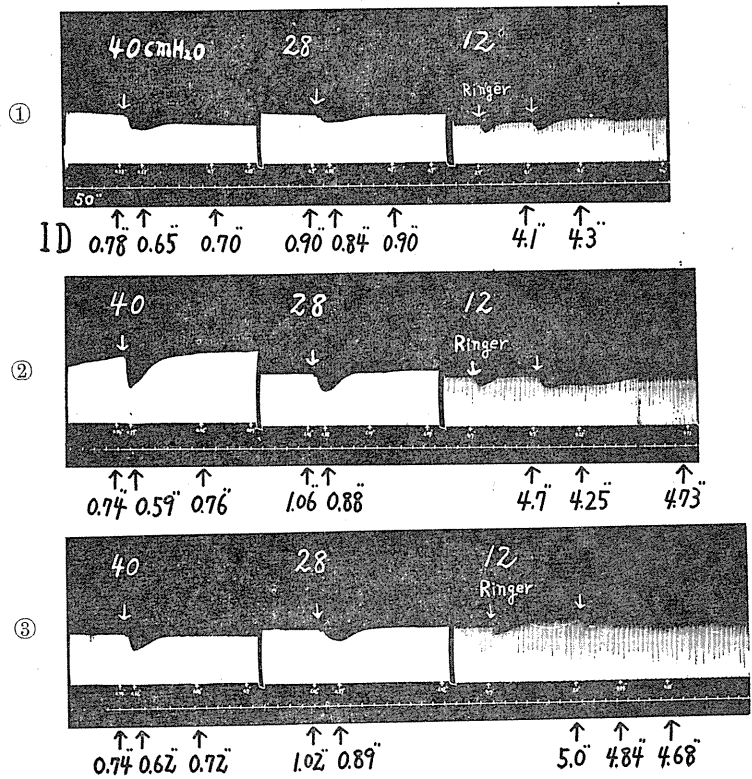 40cmH₂O 28 12
Ringer
①
50"
ID 0.78" 0.65" 0.70" 0.90" 0.84" 0.90" 4.1" 4.3"
40 28 12
Ringer
②
0.74" 0.59" 0.76" 1.06" 0.88" 4.7" 4.25" 4.73"
40 28 12
Ringer
③
0.74" 0.62" 0.72" 1.02" 0.89" 5.0" 4.84" 4.68"